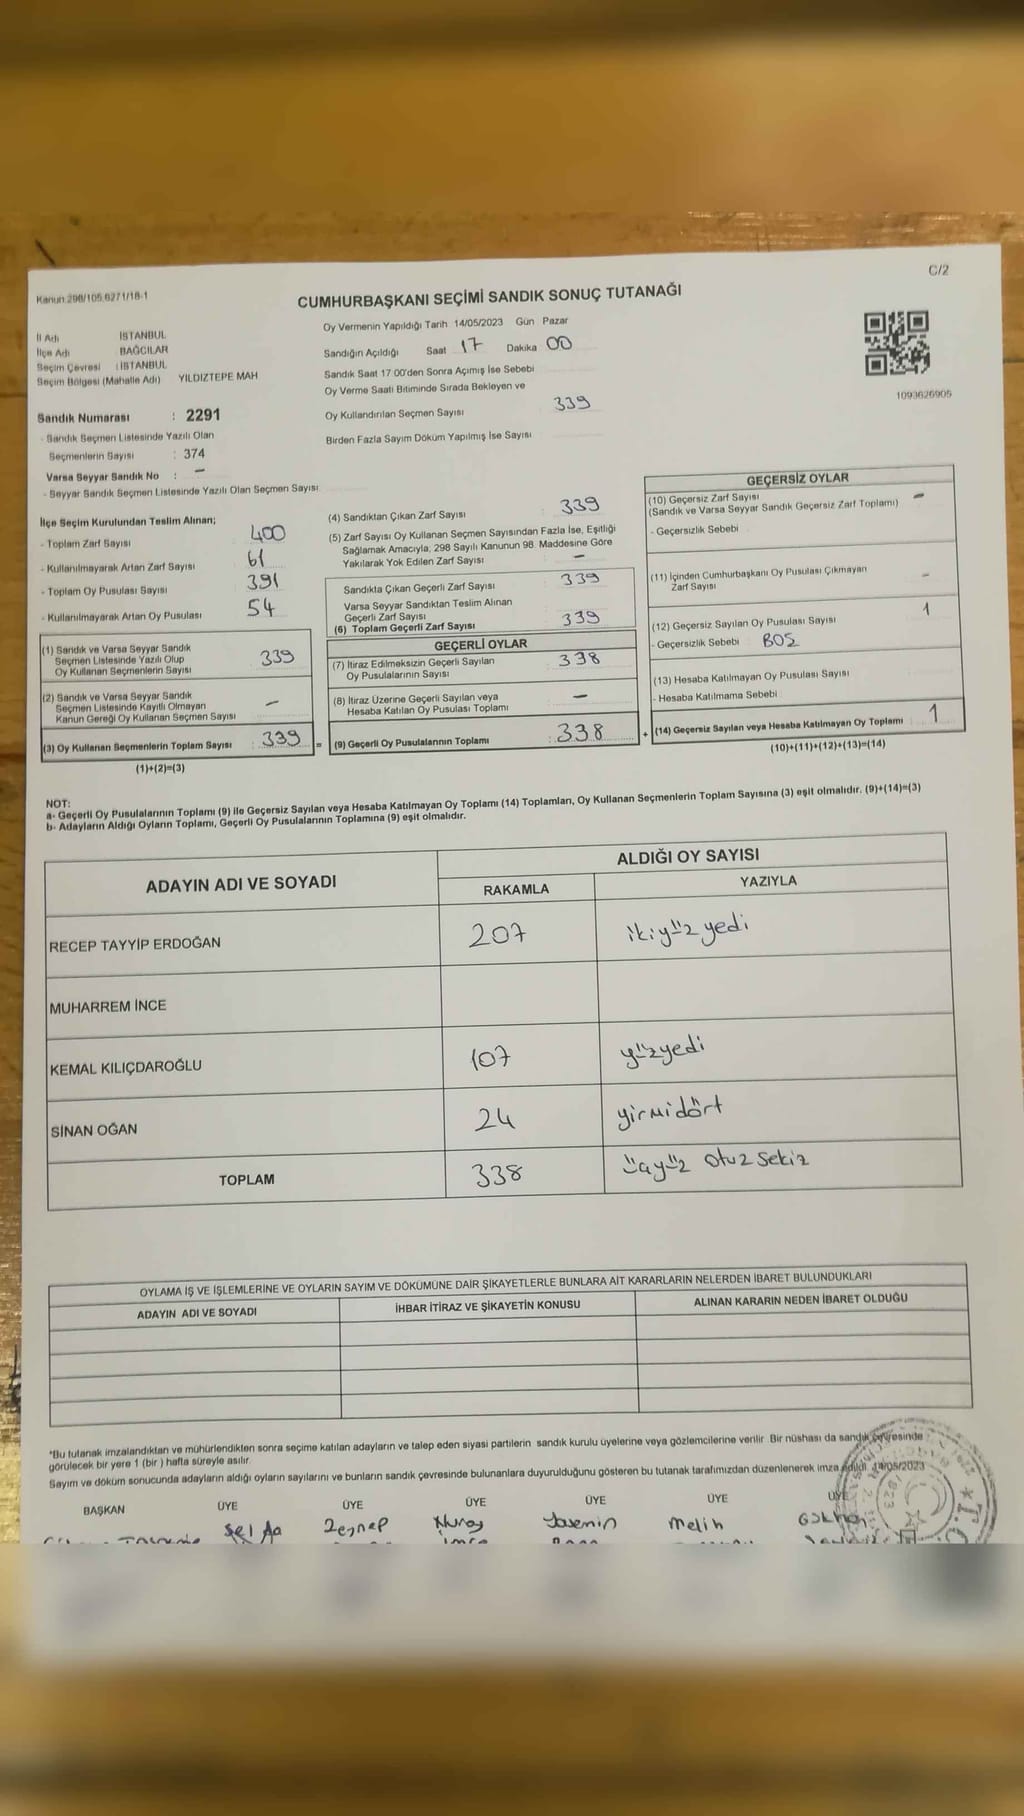 C/2
Kanun:298/105,6271/18-1
CUMHURBAŞKANI SEÇİMİ SANDIK SONUÇ TUTANAĞI
İl Adı İSTANBUL
İlçe Adı BAĞCILAR
Seçim Çevresi : İSTANBUL
Seçim Bölgesi (Mahalle Adı) YILDIZTEPE MAH
Oy Vermenin Yapıldığı Tarih 14/05/2023 Gün Pazar
Sandığın Açıldığı Saat 17 Dakika 00
Sandık Saat 17 00'den Sonra Açımış İse Sebebi
Oy Verme Saati Bitiminde Sırada Bekleyen ve
Oy Kullandırılan Seçmen Sayısı 339
Birden Fazla Sayım Döküm Yapılmış İse Sayısı
1093626905
Sandık Numarası : 2291
- Sandık Seçmen Listesinde Yazılı Olan
Seçmenlerin Sayısı : 374
Varsa Seyyar Sandık No : -
- Seyyar Sandık Seçmen Listesinde Yazılı Olan Seçmen Sayısı
İlçe Seçim Kurulundan Teslim Alınan;
- Toplam Zarf Sayısı 400
- Kullanılmayarak Artan Zarf Sayısı 61
- Toplam Oy Pusulası Sayısı 391
- Kullanılmayarak Artan Oy Pusulası 54
(1) Sandık ve Varsa Seyyar Sandık
Seçmen Listesinde Yazılı Olup
Oy Kullanan Seçmenlerin Sayısı 339
(2) Sandık ve Varsa Seyyar Sandık
Seçmen Listesinde Kayıtlı Olmayan
Kanun Gereği Oy Kullanan Seçmen Sayısı -
(3) Oy Kullanan Seçmenlerin Toplam Sayısı : 339
(1)+(2)=(3)
(4) Sandıktan Çıkan Zarf Sayısı 339
(5) Zarf Sayısı Oy Kullanan Seçmen Sayısından Fazla İse, Eşitliği
Sağlamak Amacıyla, 298 Sayılı Kanunun 98. Maddesine Göre
Yakılarak Yok Edilen Zarf Sayısı -
Sandıkta Çıkan Geçerli Zarf Sayısı 339
Varsa Seyyar Sandıktan Teslim Alınan
Geçerli Zarf Sayısı
(6) Toplam Geçerli Zarf Sayısı 339
GEÇERLİ OYLAR
(7) İtiraz Edilmeksizin Geçerli Sayılan
Oy Pusulalarının Sayısı 338
(8) İtiraz Üzerine Geçerli Sayılan veya
Hesaba Katılan Oy Pusulası Toplamı -
= (9) Geçerli Oy Pusulalarının Toplamı : 338
GEÇERSİZ OYLAR
(10) Geçersiz Zarf Sayısı -
(Sandık ve Varsa Seyyar Sandık Geçersiz Zarf Toplamı)
- Geçersizlik Sebebi
(11) İçinden Cumhurbaşkanı Oy Pusulası Çıkmayan
Zarf Sayısı -
(12) Geçersiz Sayılan Oy Pusulası Sayısı 1
- Geçersizlik Sebebi BOŞ
(13) Hesaba Katılmayan Oy Pusulası Sayısı
- Hesaba Katılmama Sebebi
+ (14) Geçersiz Sayılan veya Hesaba Katılmayan Oy Toplamı 1
(10)+(11)+(12)+(13)=(14)
NOT:
a- Geçerli Oy Pusulalarının Toplamı (9) ile Geçersiz Sayılan veya Hesaba Katılmayan Oy Toplamı (14) Toplamları, Oy Kullanan Seçmenlerin Toplam Sayısına (3) eşit olmalıdır. (9)+(14)=(3)
b- Adayların Aldığı Oyların Toplamı, Geçerli Oy Pusulalarının Toplamına (9) eşit olmalıdır.
ADAYIN ADI VE SOYADI ALDIĞI OY SAYISI
RAKAMLA YAZIYLA
RECEP TAYYİP ERDOĞAN 207 ikiyüz yedi
MUHARREM İNCE
KEMAL KILIÇDAROĞLU 107 yüzyedi
SİNAN OĞAN 24 yirmidört
TOPLAM 338 üçyüz otuz sekiz
OYLAMA İŞ VE İŞLEMLERİNE VE OYLARIN SAYIM VE DÖKÜMÜNE DAİR ŞİKAYETLERLE BUNLARA AİT KARARLARIN NELERDEN İBARET BULUNDUKLARI
ADAYIN ADI VE SOYADI İHBAR İTİRAZ VE ŞİKAYETİN KONUSU ALINAN KARARIN NEDEN İBARET OLDUĞU
*Bu tutanak imzalandıktan ve mühürlendikten sonra seçime katılan adayların ve talep eden siyasi partilerin sandık kurulu üyelerine veya gözlemcilerine verilir. Bir nüshası da sandık çevresinde
görülecek bir yere 1 (bir ) hafta süreyle asılır.
Sayım ve döküm sonucunda adayların aldığı oyların sayılarını ve bunların sandık çevresinde bulunanlara duyurulduğunu gösteren bu tutanak tarafımızdan düzenlenerek imza edildi. 14/05/2023
BAŞKAN ÜYE ÜYE ÜYE ÜYE ÜYE ÜYE
Zeynep Nuray Yasemin Melih Gökhan
T.C.